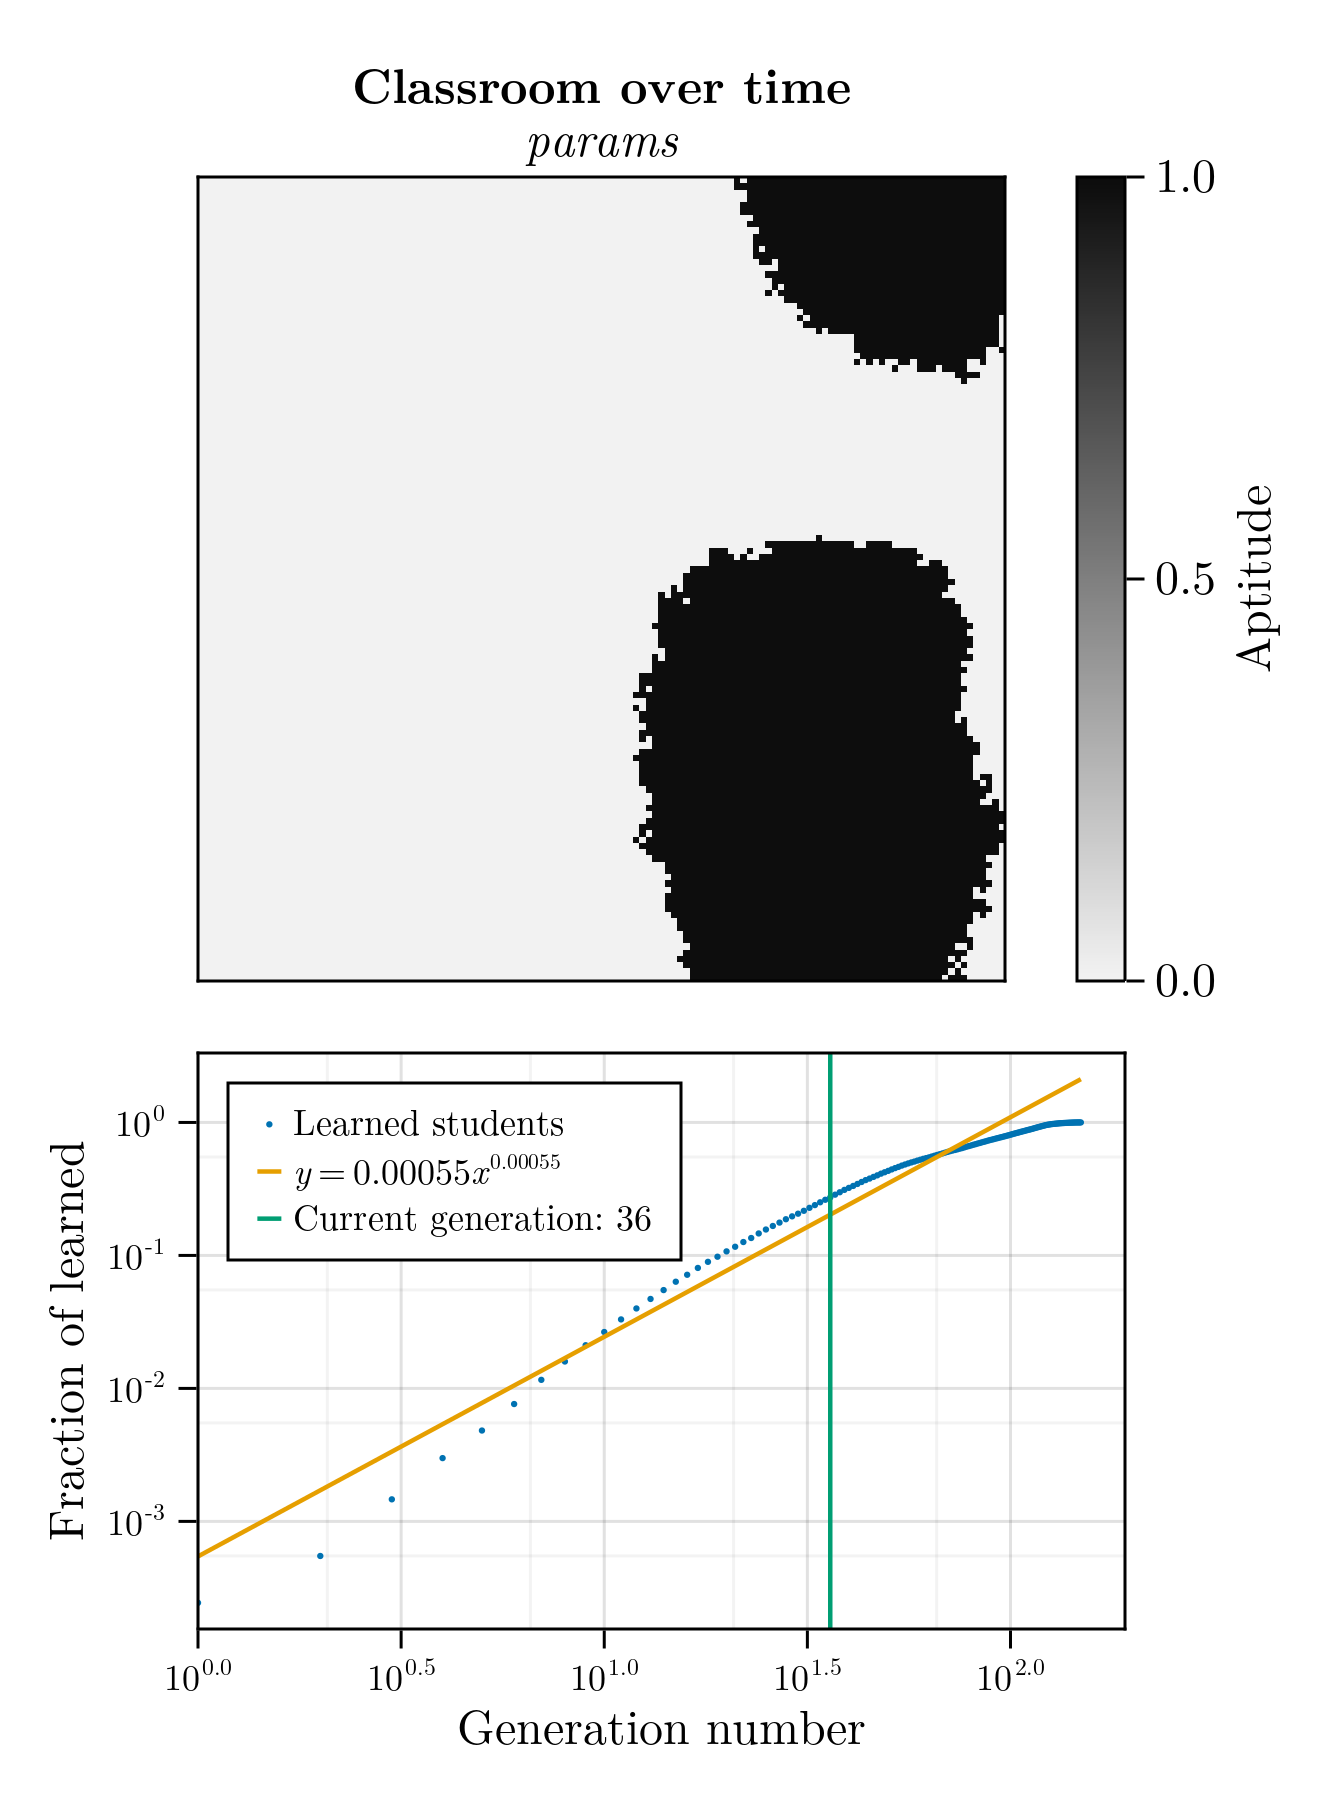 Classroom over time
params
1.0
0.5
0.0
Aptitude
Learned students
y = 0.00055x^0.00055
Current generation: 36
10^0
10^-1
10^-2
10^-3
Fraction of learned
10^0.0 10^0.5 10^1.0 10^1.5 10^2.0
Generation number